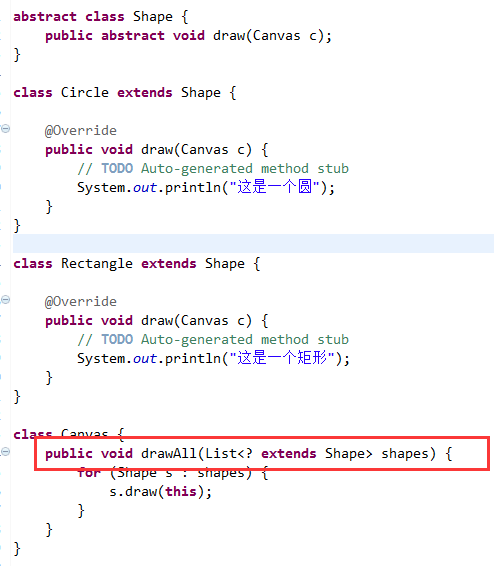 abstract class Shape {
    public abstract void draw(Canvas c);
}
class Circle extends Shape {
    @Override
    public void draw(Canvas c) {
        // TODO Auto-generated method stub
        System.out.println("这是一个圆");
    }
}
class Rectangle extends Shape {
    @Override
    public void draw(Canvas c) {
        // TODO Auto-generated method stub
        System.out.println("这是一个矩形");
    }
}
class Canvas {
    public void drawAll(List<? extends Shape> shapes) {
        for (Shape s : shapes) {
            s.draw(this);
        }
    }
}